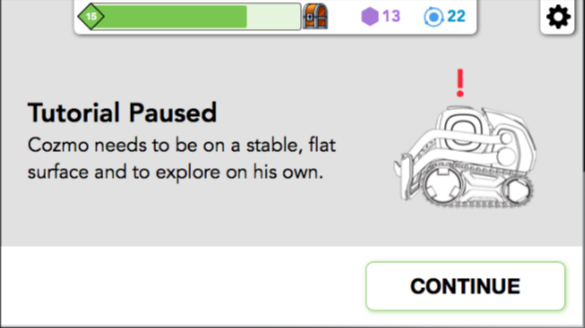 15
13
22
Tutorial Paused
Cozmo needs to be on a stable, flat
surface and to explore on his own.
!
CONTINUE